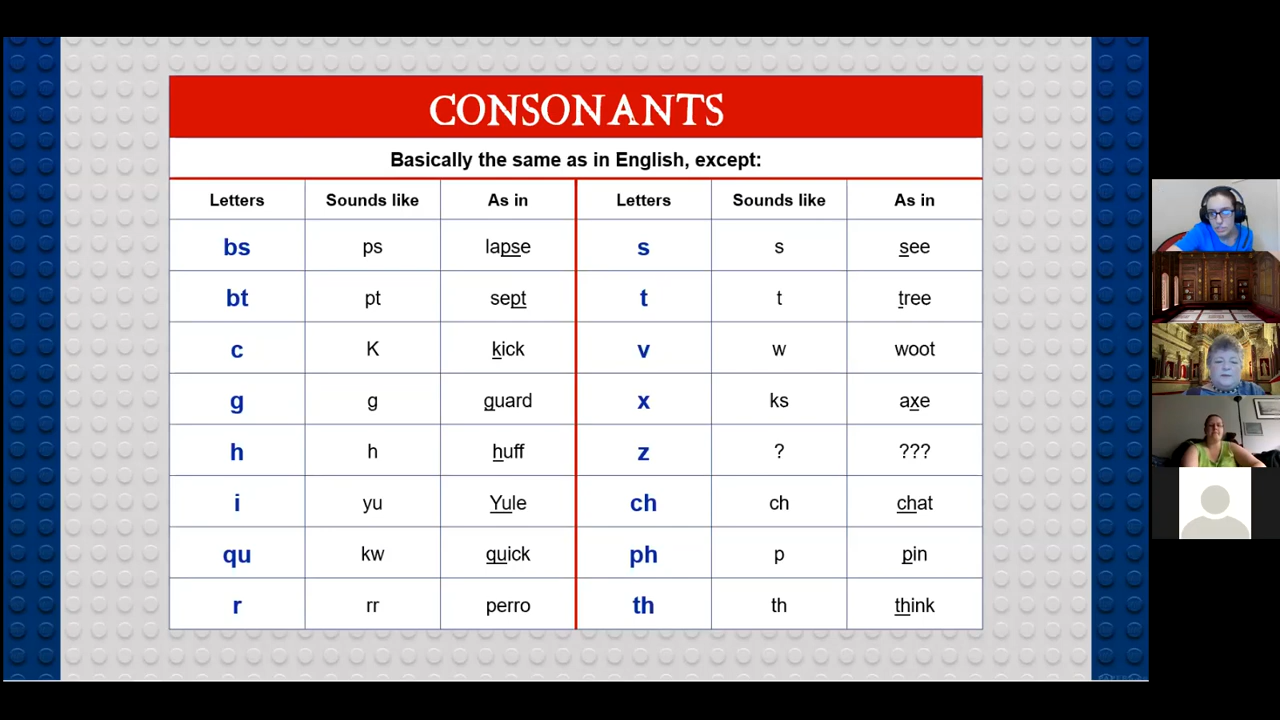 CONSONANTS
Basically the same as in English, except:
Letters Sounds like As in Letters Sounds like As in
bs ps lapse s s see
bt pt sept t t tree
c K kick v w woot
g g guard x ks axe
h h huff z ? ???
i yu Yule ch ch chat
qu kw quick ph p pin
r rr perro th th think